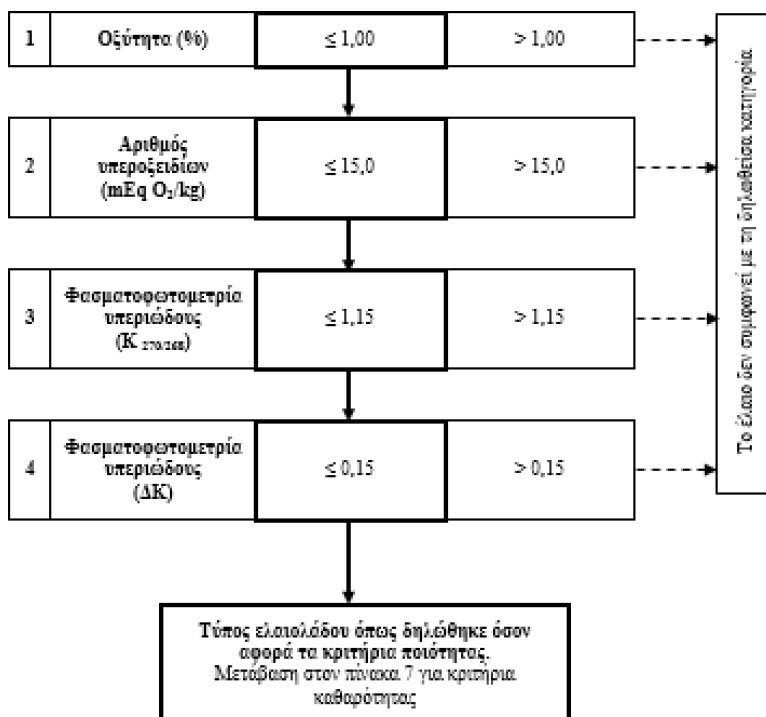 1 Οξύτητα (%) ≤ 1,00 > 1,00
2 Αριθμός
υπεροξειδίων
(mEq O2/kg) ≤ 15,0 > 15,0
3 Φασματοφωτομετρία
υπεριώδους
(K 270/268) ≤ 1,15 > 1,15
4 Φασματοφωτομετρία
υπεριώδους
(ΔΚ) ≤ 0,15 > 0,15
Το έλαιο δεν συμφωνεί με τη δηλωθείσα κατηγορία
Τύπος ελαιολάδου όπως δηλώθηκε όσον
αφορά τα κριτήρια ποιότητας.
Μετάβαση στον πίνακα 7 για κριτήρια
καθαρότητας